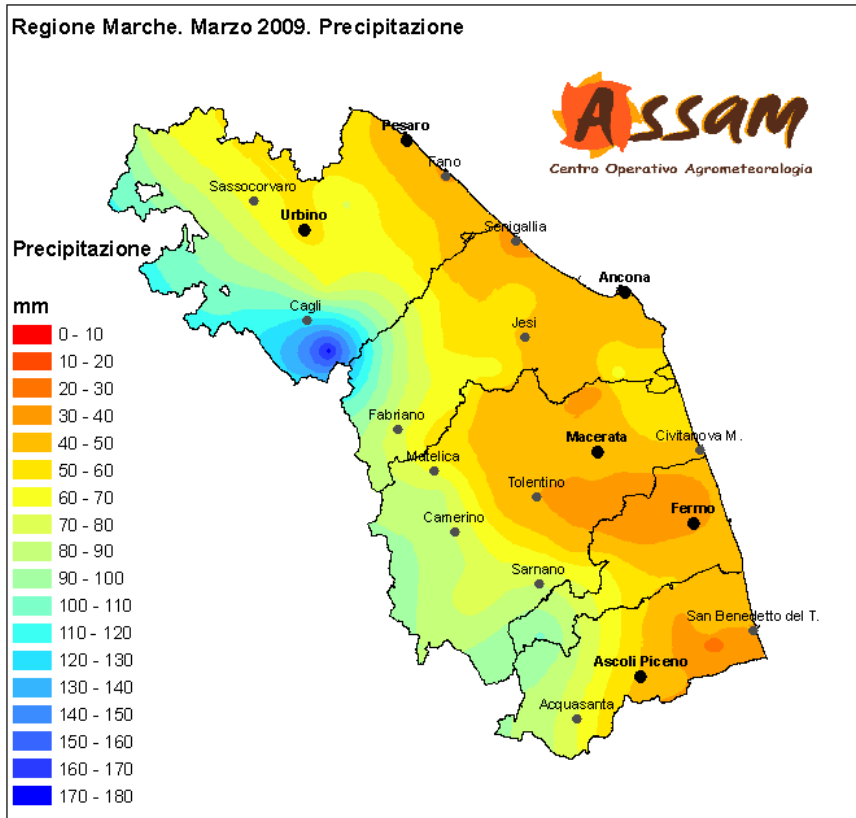 Regione Marche. Marzo 2009. Precipitazione
Assam
Centro Operativo Agrometeorologia
Pesaro
Fano
Sassocorvaro
Urbino
Senigallia
Precipitazione
Ancona
mm
Cagli
Jesi
0 - 10
10 - 20
20 - 30
30 - 40
40 - 50
50 - 60
60 - 70
70 - 80
80 - 90
90 - 100
100 - 110
110 - 120
120 - 130
130 - 140
140 - 150
150 - 160
160 - 170
170 - 180
Fabriano
Macerata
Civitanova M.
Matelica
Tolentino
Fermo
Camerino
Sarnano
San Benedetto del T.
Ascoli Piceno
Acquasanta